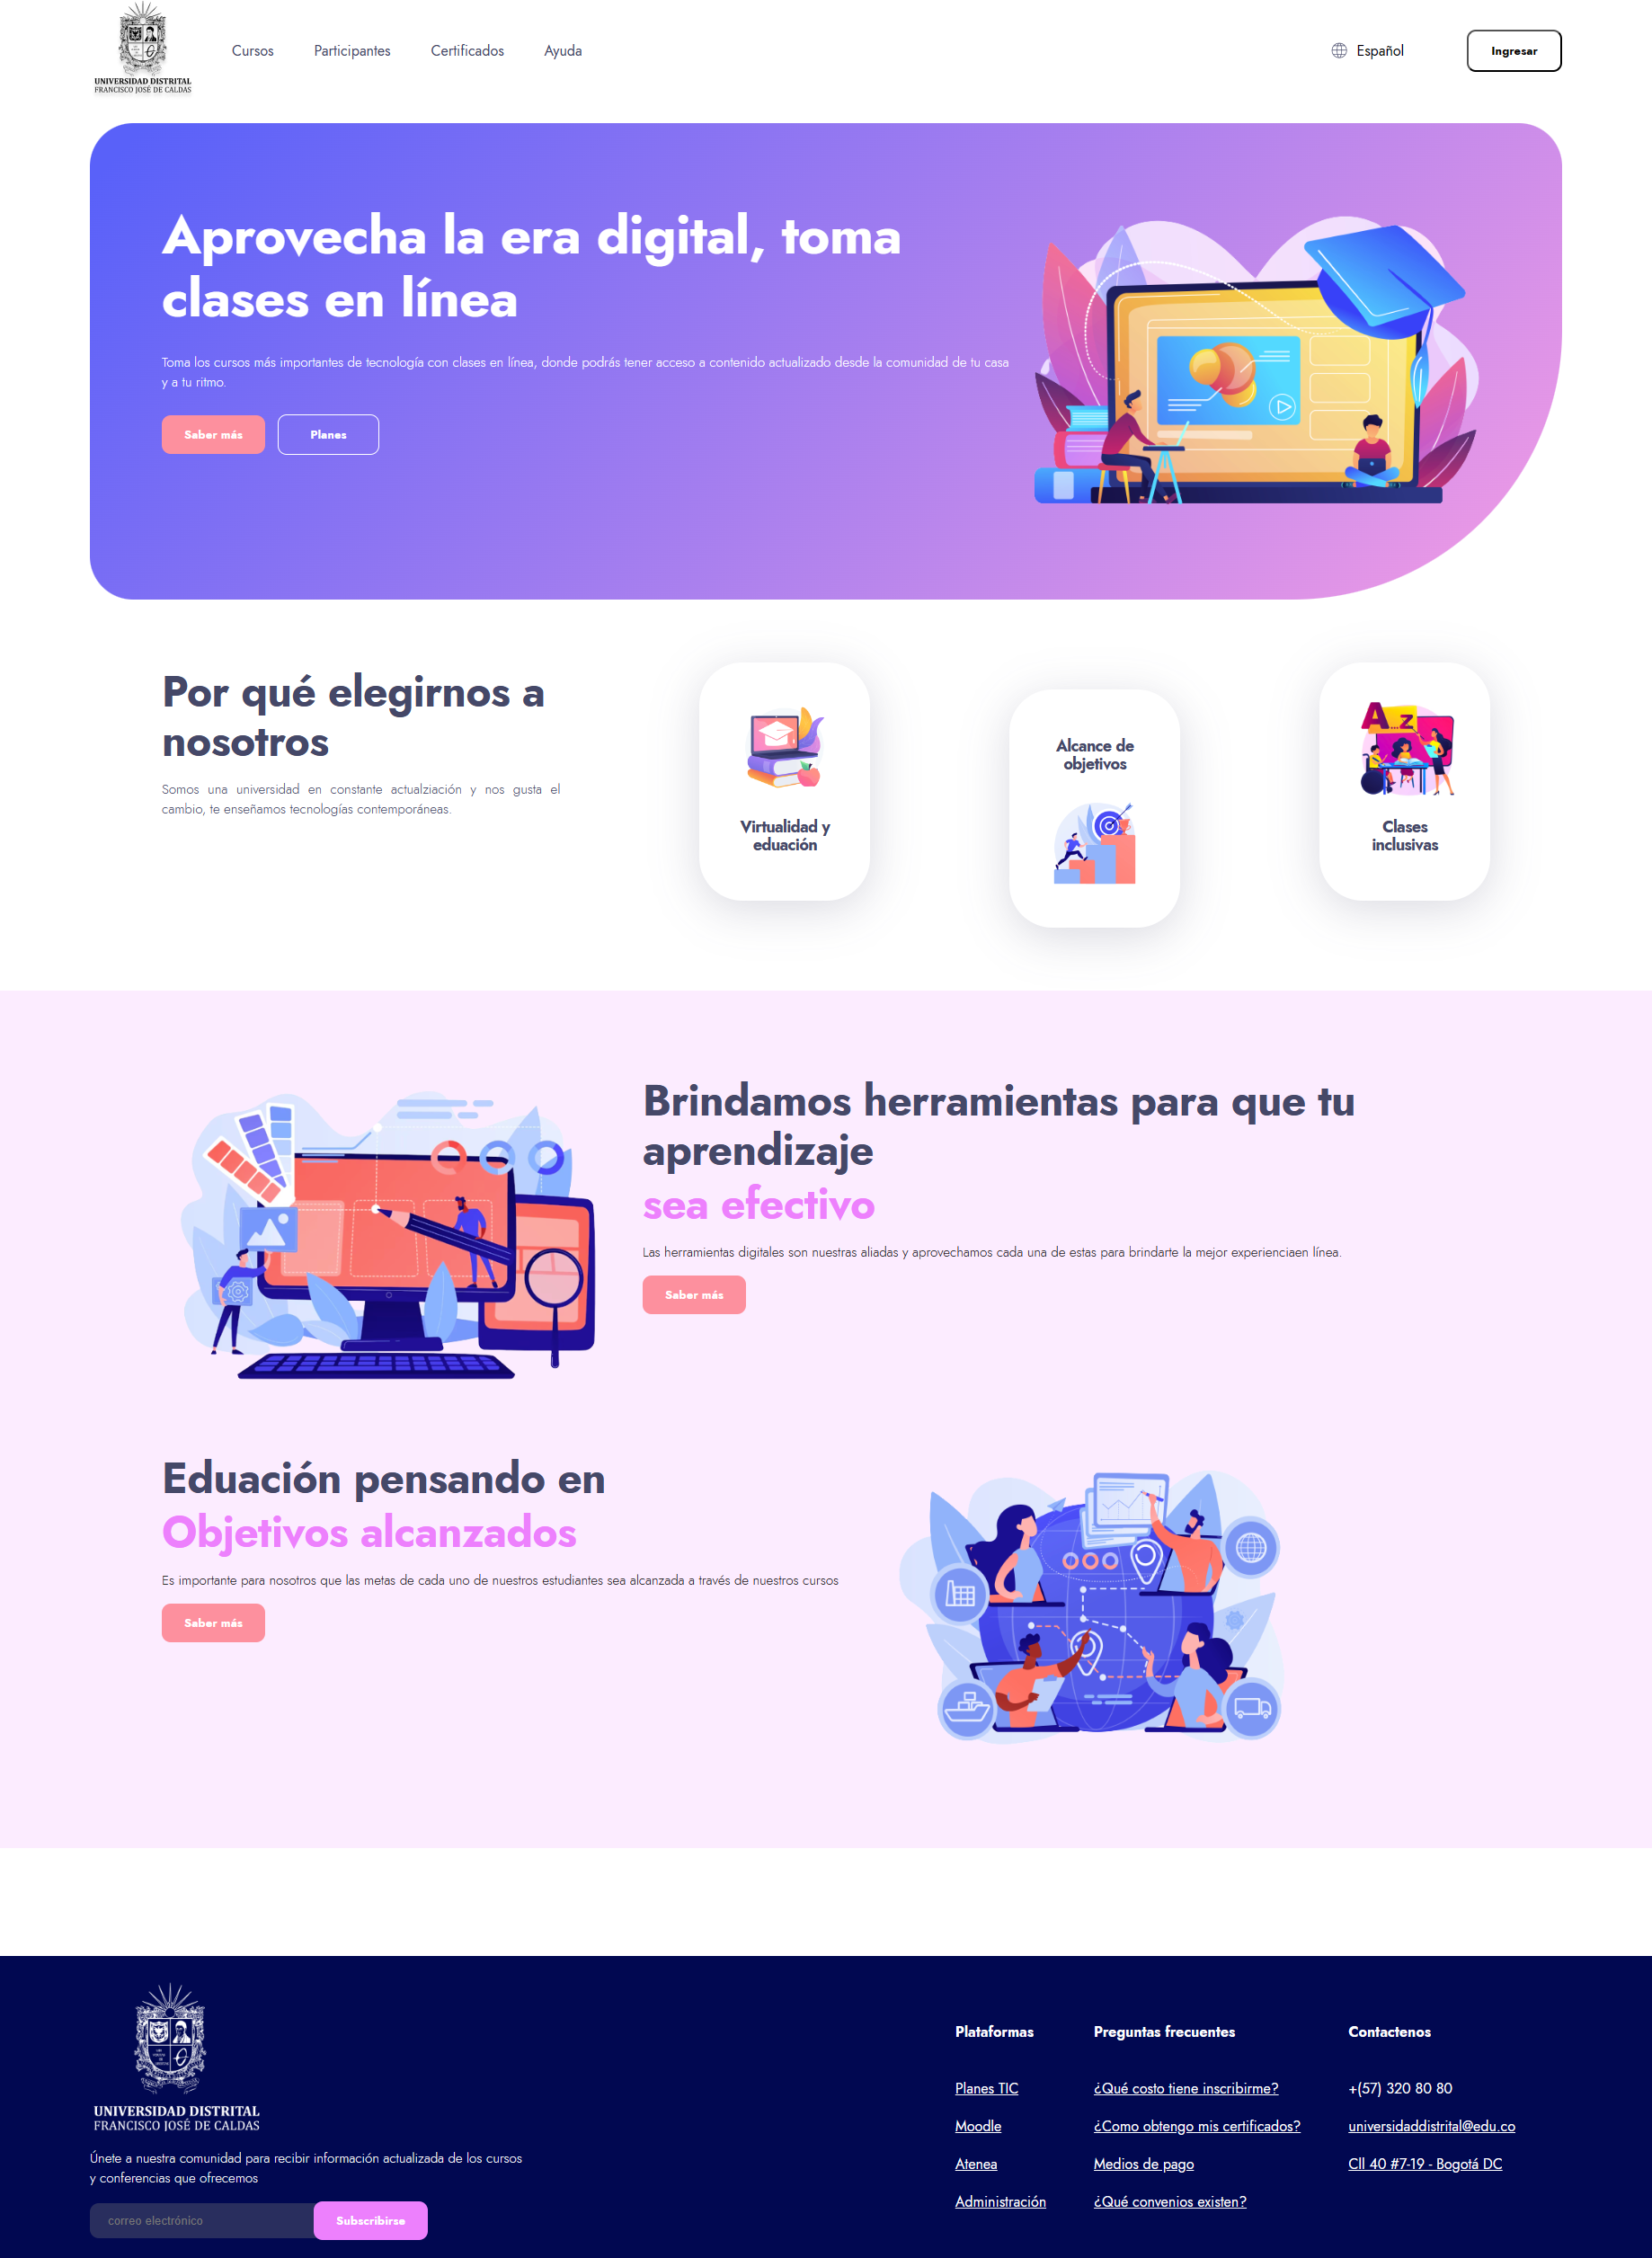 UNIVERSIDAD DISTRITAL
FRANCISCO JOSÉ DE CALDAS
Cursos
Participantes
Certificados
Ayuda
Español
Ingresar
Aprovecha la era digital, toma
clases en línea
Toma los cursos más importantes de tecnología con clases en línea, donde podrás tener acceso a contenido actualizado desde la comunidad de tu casa
y a tu ritmo.
Saber más
Planes
Por qué elegirnos a
nosotros
Somos una universidad en constante actualziación y nos gusta el
cambio, te enseñamos tecnologías contemporáneas.
Virtualidad y
eduación
Alcance de
objetivos
A...Z
Clases
inclusivas
Brindamos herramientas para que tu
aprendizaje
sea efectivo
Las herramientas digitales son nuestras aliadas y aprovechamos cada una de estas para brindarte la mejor experienciaen línea.
Saber más
Eduación pensando en
Objetivos alcanzados
Es importante para nosotros que las metas de cada uno de nuestros estudiantes sea alcanzada a través de nuestros cursos
Saber más
UNIVERSIDAD DISTRITAL
FRANCISCO JOSÉ DE CALDAS
Únete a nuestra comunidad para recibir información actualizada de los cursos
y conferencias que ofrecemos
correo electrónico
Subscribirse
Plataformas
Planes TIC
Moodle
Atenea
Administración
Preguntas frecuentes
¿Qué costo tiene inscribirme?
¿Como obtengo mis certificados?
Medios de pago
¿Qué convenios existen?
Contactenos
+(57) 320 80 80
universidaddistrital@edu.co
Cll 40 #7-19 - Bogotá DC